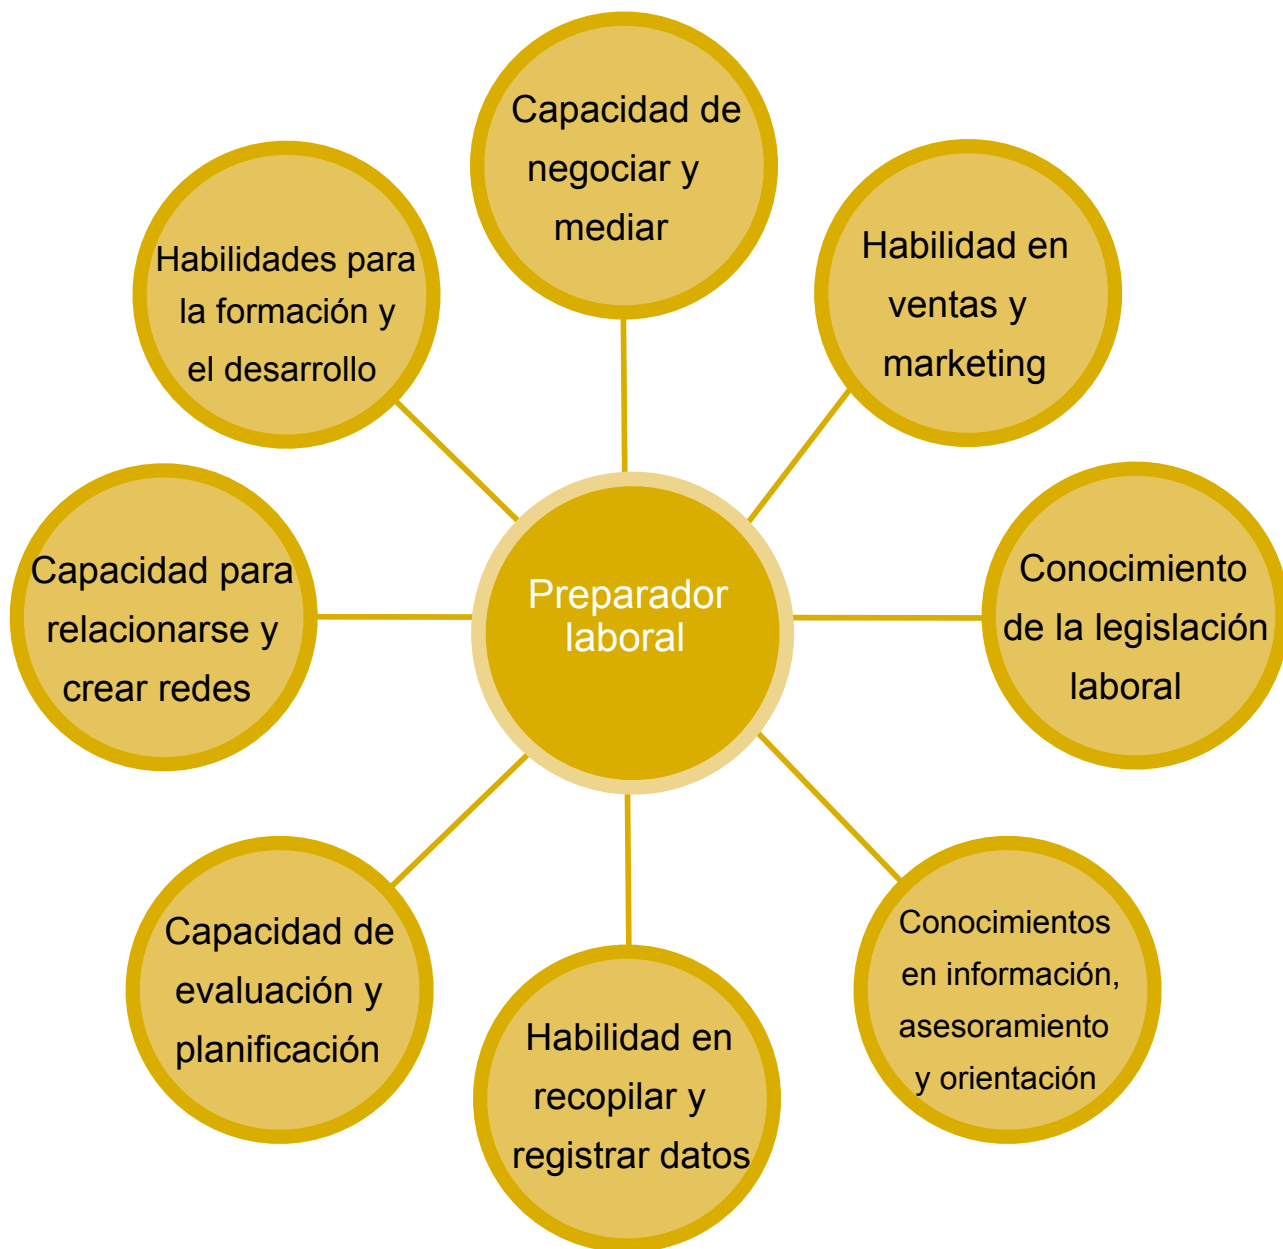 Capacidad de
negociar y
mediar
Habilidad en
ventas y
marketing
Conocimiento
de la legislación
laboral
Conocimientos
en información,
asesoramiento
y orientación
Habilidad en
recopilar y
registrar datos
Capacidad de
evaluación y
planificación
Capacidad para
relacionarse y
crear redes
Habilidades para
la formación y
el desarrollo
Preparador
laboral